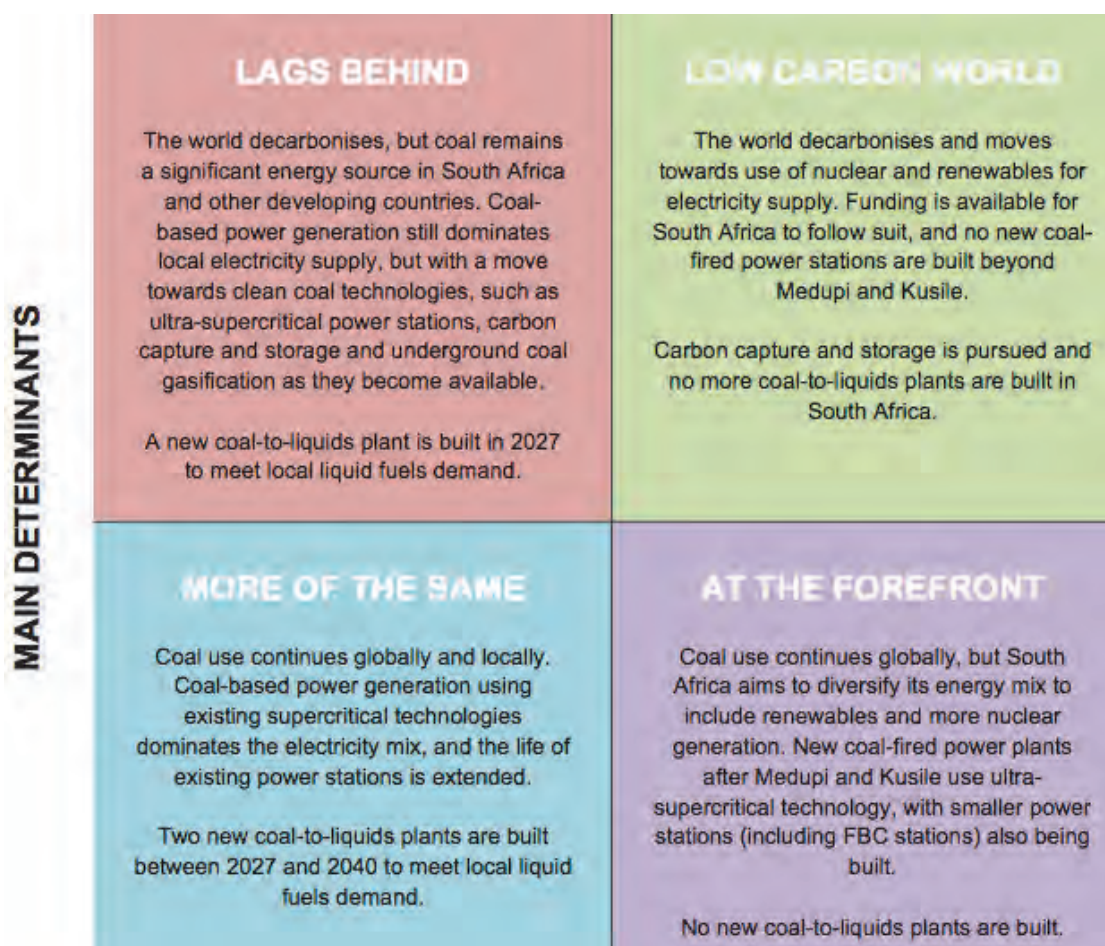 MAIN DETERMINANTS
LAGS BEHIND
The world decarbonises, but coal remains
a significant energy source in South Africa
and other developing countries. Coal-
based power generation still dominates
local electricity supply, but with a move
towards clean coal technologies, such as
ultra-supercritical power stations, carbon
capture and storage and underground coal
gasification as they become available.
A new coal-to-liquids plant is built in 2027
to meet local liquid fuels demand.
LOW CARBON WORLD
The world decarbonises and moves
towards use of nuclear and renewables for
electricity supply. Funding is available for
South Africa to follow suit, and no new coal-
fired power stations are built beyond
Medupi and Kusile.
Carbon capture and storage is pursued and
no more coal-to-liquids plants are built in
South Africa.
MORE OF THE SAME
Coal use continues globally and locally.
Coal-based power generation using
existing supercritical technologies
dominates the electricity mix, and the life of
existing power stations is extended.
Two new coal-to-liquids plants are built
between 2027 and 2040 to meet local liquid
fuels demand.
AT THE FOREFRONT
Coal use continues globally, but South
Africa aims to diversify its energy mix to
include renewables and more nuclear
generation. New coal-fired power plants
after Medupi and Kusile use ultra-
supercritical technology, with smaller power
stations (including FBC stations) also being
built.
No new coal-to-liquids plants are built.